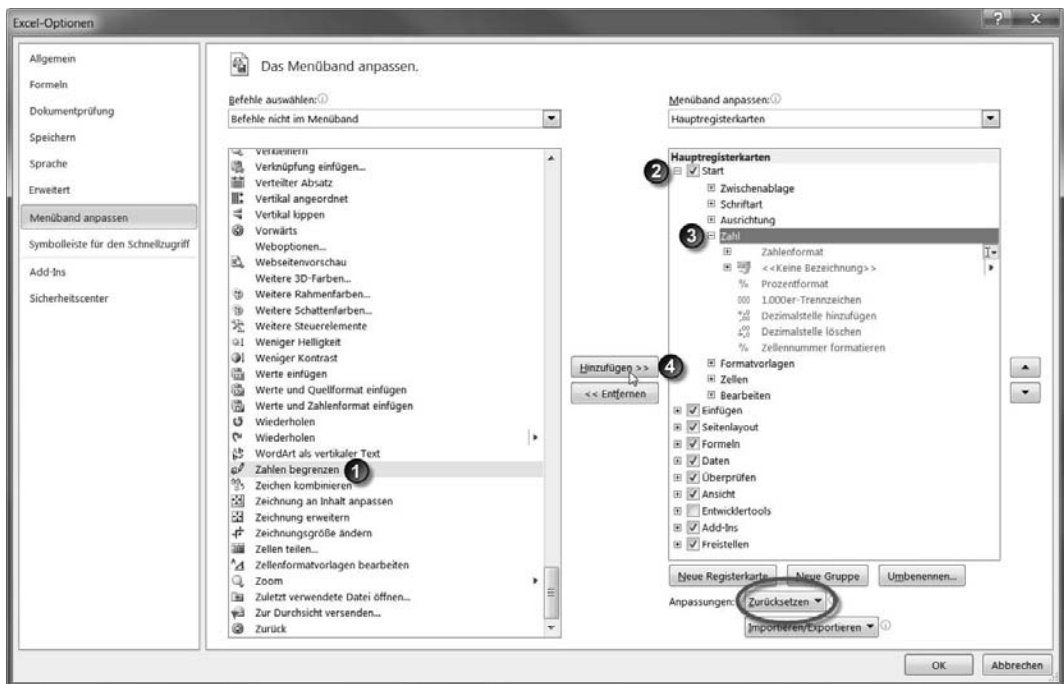 Excel-Optionen
Allgemein
Formeln
Dokumentprüfung
Speichern
Sprache
Erweitert
Menüband anpassen
Symbolleiste für den Schnellzugriff
Add-Ins
Sicherheitscenter
Das Menüband anpassen.
Befehle auswählen:
Befehle nicht im Menüband
Verkleinern
Verknüpfung einfügen...
Verteilter Absatz
Vertikal angeordnet
Vertikal kippen
Vorwärts
Weboptionen...
Webseitenvorschau
Weitere 3D-Farben...
Weitere Rahmenfarben...
Weitere Schattenfarben...
Weitere Steuerelemente
Weniger Helligkeit
Weniger Kontrast
Werte einfügen
Werte und Quellformat einfügen
Werte und Zahlenformat einfügen
Wiederholen
Wiederholen
WordArt als vertikaler Text
Zahlen begrenzen 1
Zeichen kombinieren
Zeichnung an Inhalt anpassen
Zeichnung erweitern
Zeichnungsgröße ändern
Zellen teilen...
Zellenformatvorlagen bearbeiten
Zoom
Zuletzt verwendete Datei öffnen...
Zur Durchsicht versenden...
Zurück
Hinzufügen >> 4
<< Entfernen
Menüband anpassen:
Hauptregisterkarten
Hauptregisterkarten
2 Start
Zwischenablage
Schriftart
Ausrichtung
3 Zahl
Zahlenformat
<<Keine Bezeichnung>>
% Prozentformat
000 1.000er-Trennzeichen
Dezimalstelle hinzufügen
Dezimalstelle löschen
% Zellennummer formatieren
Formatvorlagen
Zellen
Bearbeiten
Einfügen
Seitenlayout
Formeln
Daten
Überprüfen
Ansicht
Entwicklertools
Add-Ins
Freistellen
Neue Registerkarte Neue Gruppe Umbenennen...
Anpassungen: Zurücksetzen
Importieren/Exportieren
OK Abbrechen